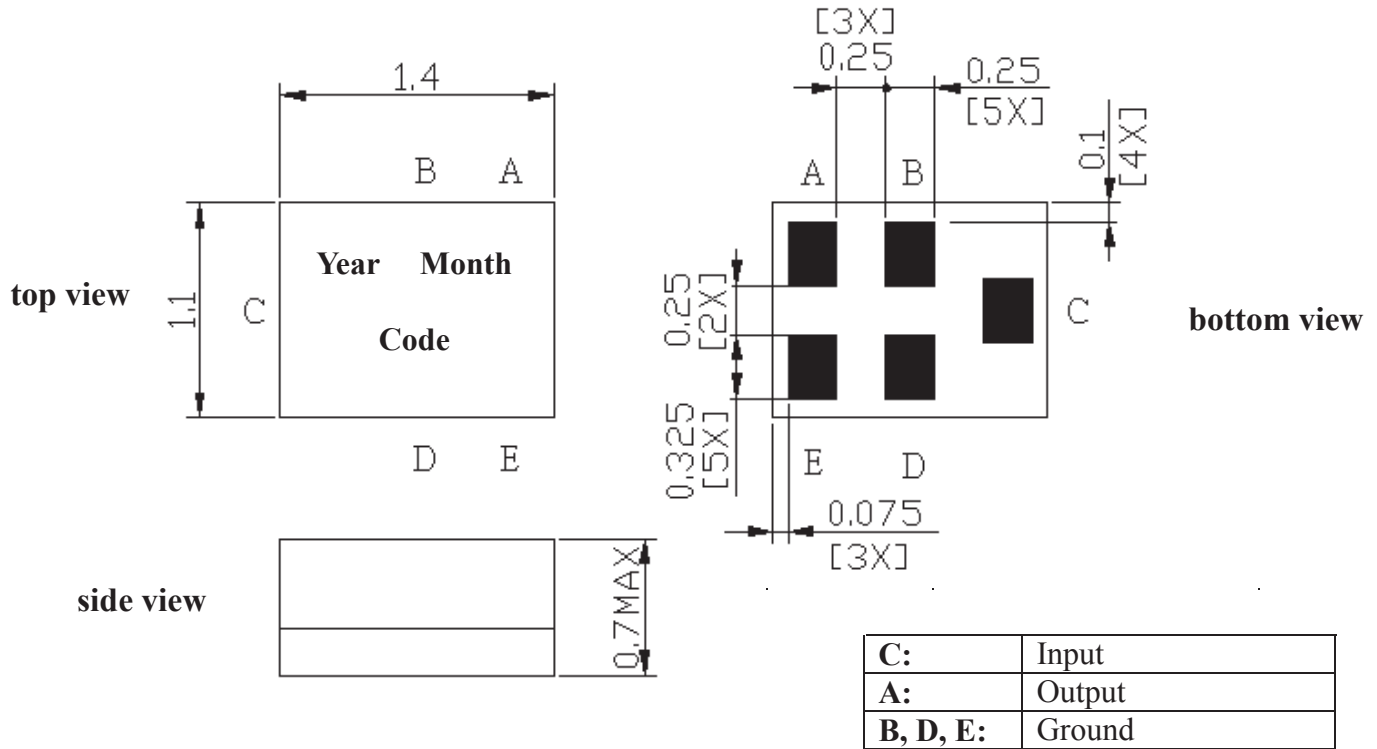 [3X]
0.25
0.25
[5X]
1.4
0.1
[4X]
B A
A B
Year Month
top view
1.1
C
Code
0.25
[2X]
C
bottom view
D E
0.325
[5X]
E D
0.075
[3X]
side view
0.7MAX
C: Input
A: Output
B, D, E: Ground